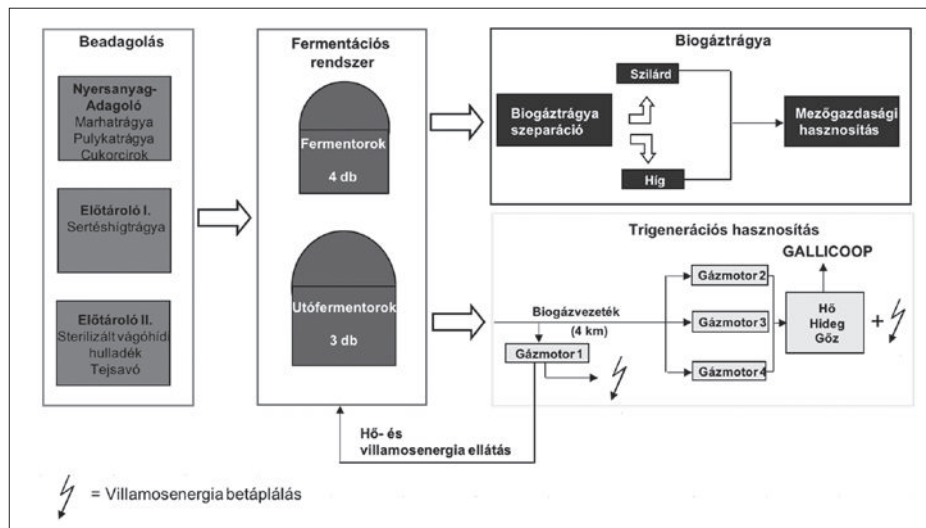 Beadagolás
Nyersanyag-
Adagoló
Marhatrágya
Pulykatrágya
Cukorcirok
Előtároló I.
Sertéshígtrágya
Előtároló II.
Sterilizált vágóhídi
hulladék
Tejsavó
Fermentációs
rendszer
Fermentorok
4 db
Utófermentorok
3 db
Biogáztrágya
Biogáztrágya
szeparáció
Szilárd
Híg
Mezőgazdasági
hasznosítás
Trigenerációs hasznosítás
GALLICOOP
Biogázvezeték
(4 km)
Gázmotor 1
Gázmotor 2
Gázmotor 3
Gázmotor 4
Hő
Hideg
Gőz
+
Hő- és
villamosenergia ellátás
= Villamosenergia betáplálás